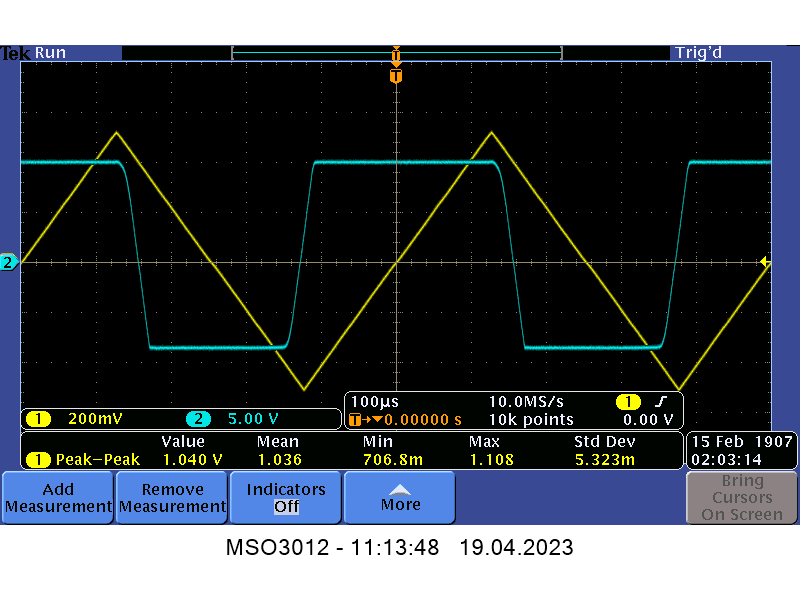 Tek Run Trig'd
T
T
2
100µs 10.0MS/s 1
1 200mV 2 5.00 V T→▼0.00000 s 10k points 0.00 V
Value Mean Min Max Std Dev
1 Peak-Peak 1.040 V 1.036 706.8m 1.108 5.323m
15 Feb 1907
02:03:14
Add
Measurement
Remove
Measurement
Indicators
Off
More
Bring
Cursors
On Screen
MSO3012 - 11:13:48 19.04.2023